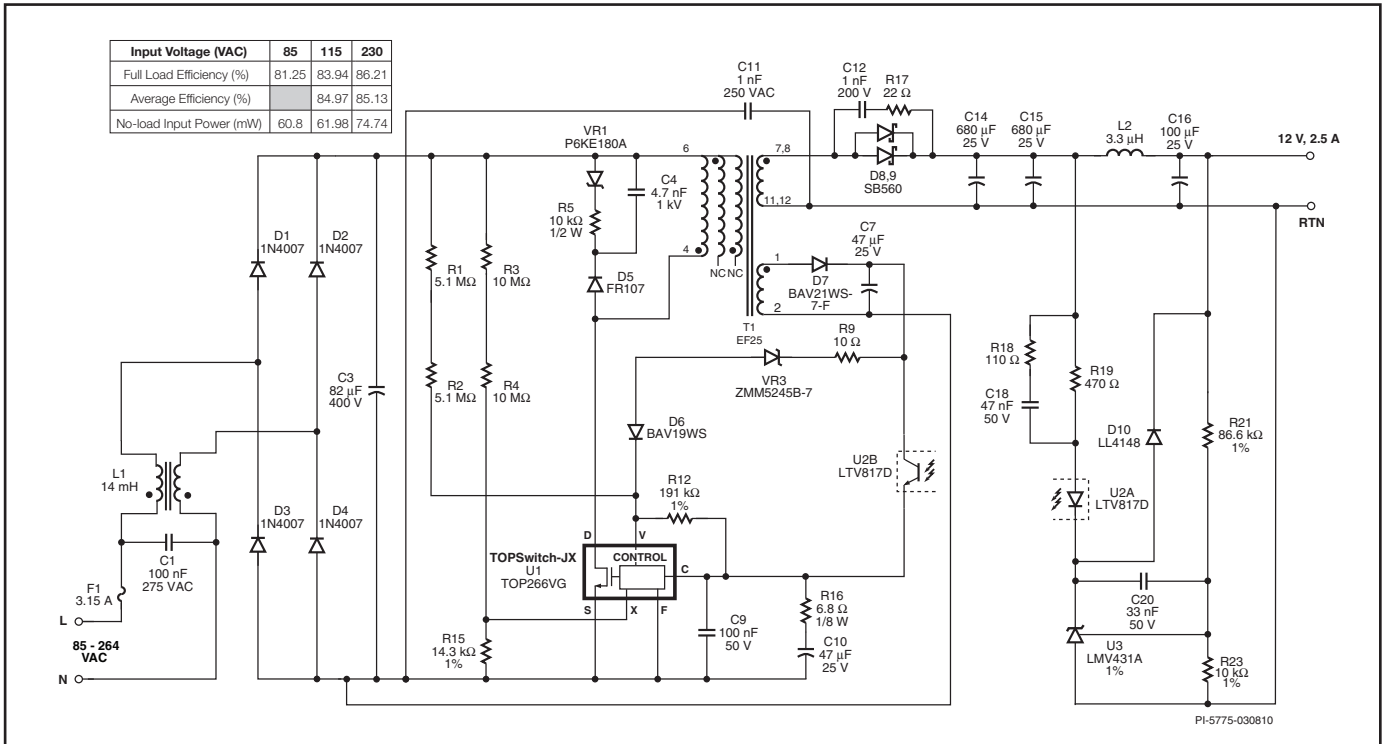 Input Voltage (VAC) 85 115 230
Full Load Efficiency (%) 81.25 83.94 86.21
Average Efficiency (%) 84.97 85.13
No-load Input Power (mW) 60.8 61.98 74.74
C11
1 nF
250 VAC
C12
1 nF
200 V
R17
22 Ω
D8,9
SB560
C14
680 µF
25 V
C15
680 µF
25 V
L2
3.3 µH
C16
100 µF
25 V
12 V, 2.5 A
RTN
VR1
P6KE180A
C4
4.7 nF
1 kV
R5
10 kΩ
1/2 W
D5
FR107
6
4
NC
NC
7,8
11,12
1
2
T1
EF25
D7
BAV21WS-
7-F
C7
47 µF
25 V
D1
1N4007
D2
1N4007
R1
5.1 MΩ
R3
10 MΩ
R2
5.1 MΩ
R4
10 MΩ
C3
82 µF
400 V
VR3
ZMM5245B-7
R9
10 Ω
D6
BAV19WS
R12
191 kΩ
1%
U2B
LTV817D
R18
110 Ω
C18
47 nF
50 V
R19
470 Ω
D10
LL4148
R21
86.6 kΩ
1%
U2A
LTV817D
L1
14 mH
D3
1N4007
D4
1N4007
C1
100 nF
275 VAC
F1
3.15 A
L
85 - 264
VAC
N
D
V
TOPSwitch-JX
U1
TOP266VG
CONTROL
C
S
X
F
R15
14.3 kΩ
1%
C9
100 nF
50 V
R16
6.8 Ω
1/8 W
C10
47 µF
25 V
C20
33 nF
50 V
U3
LMV431A
1%
R23
10 kΩ
1%
PI-5775-030810